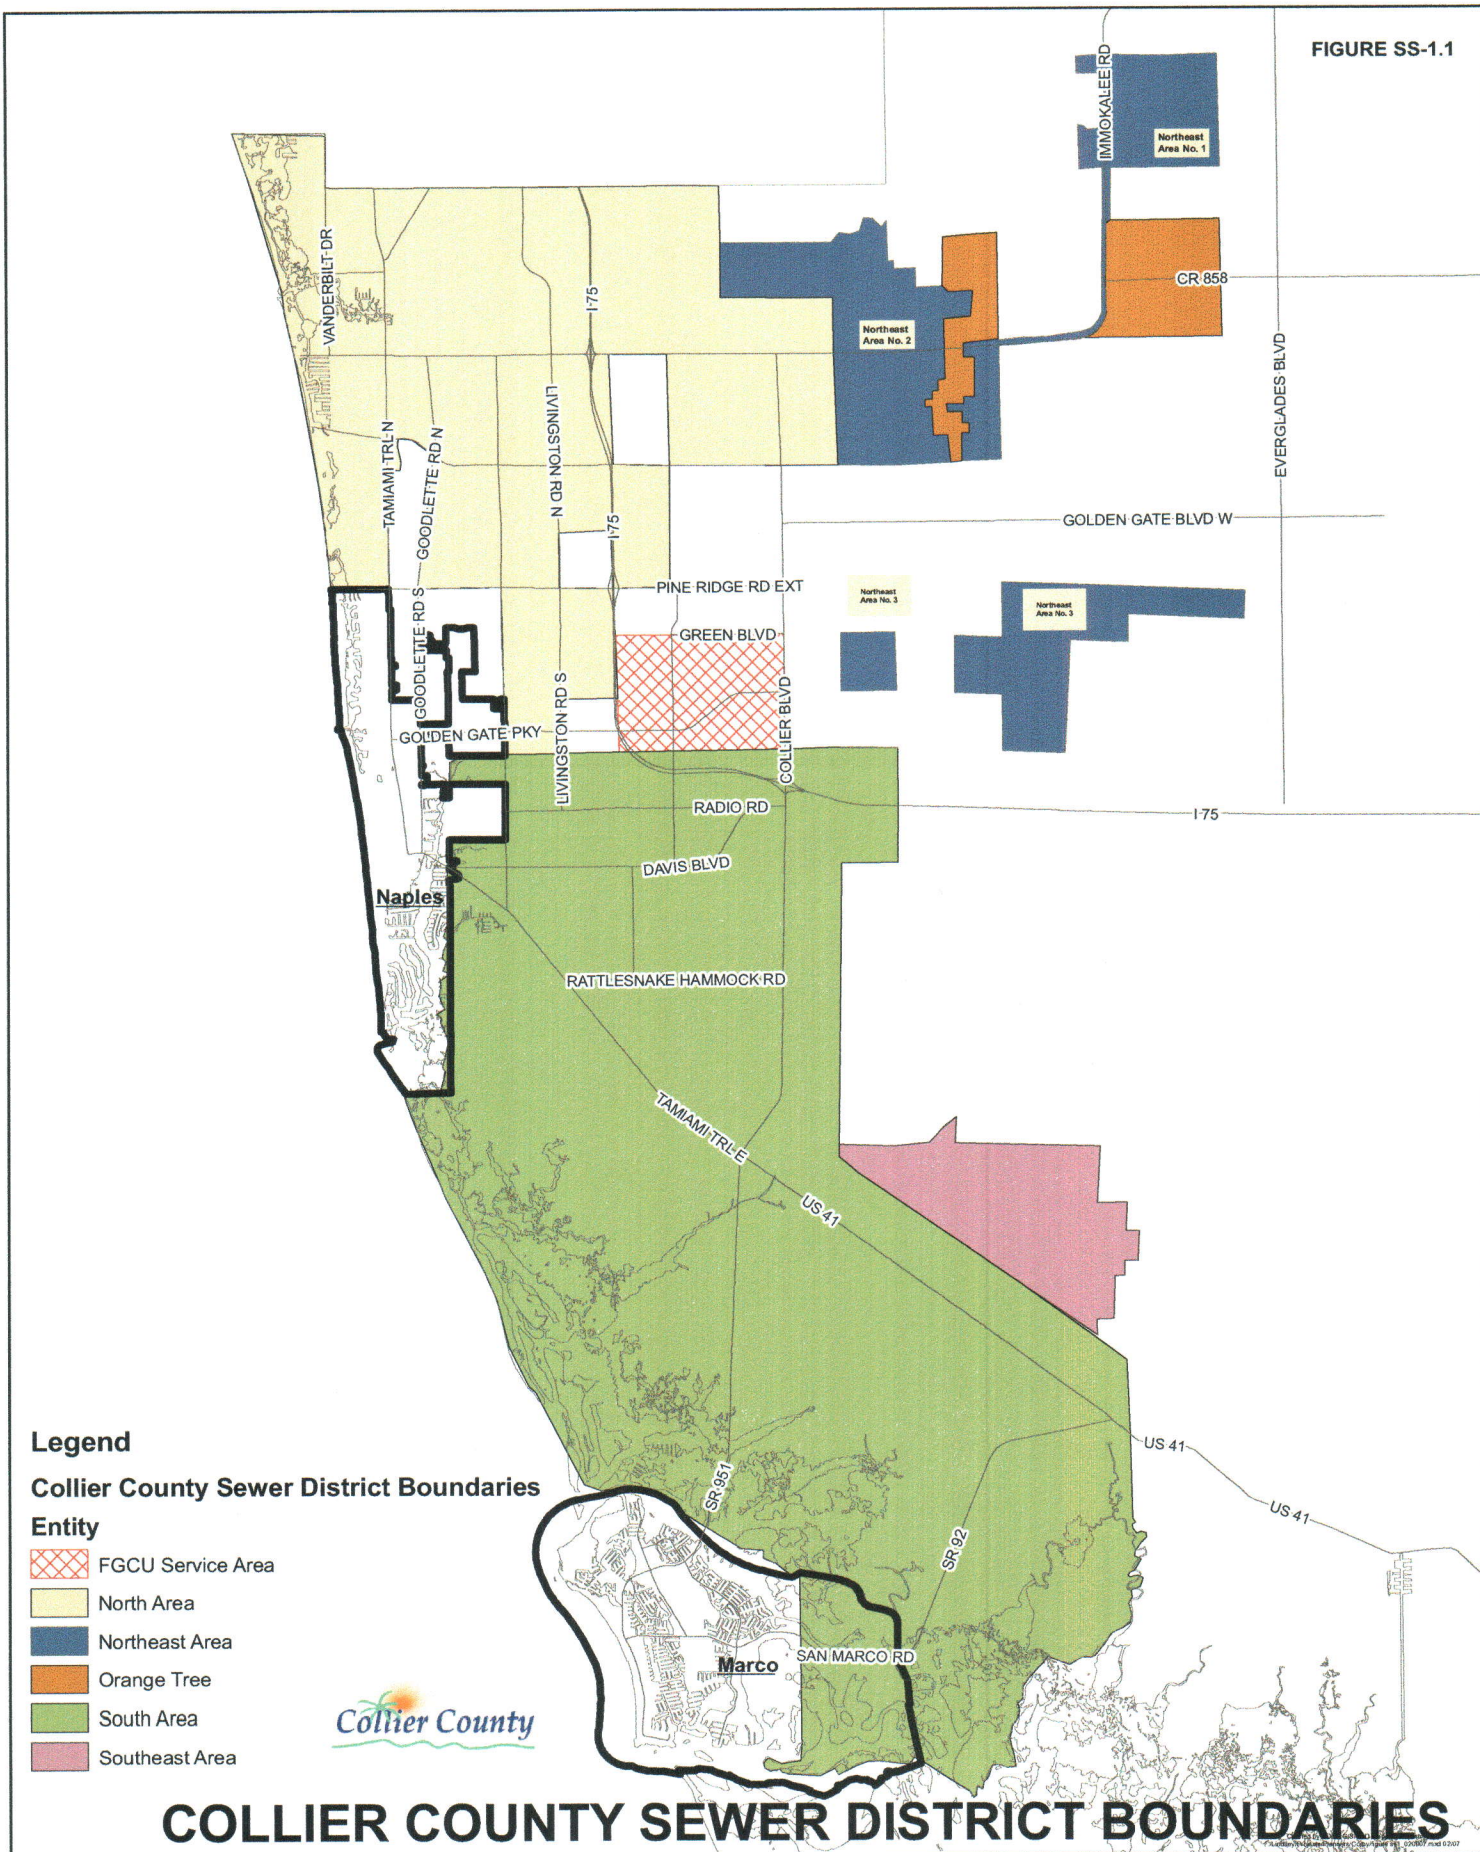 FIGURE SS-1.1
IMMOKALEE RD
Northeast
Area No. 1
VANDERBILT DR
I-75
CR 858
Northeast
Area No. 2
EVERGLADES BLVD
TAMIAMI TRL N
GOODLETTE RD N
LIVINGSTON RD N
I-75
GOLDEN GATE BLVD W
PINE RIDGE RD EXT
Northeast
Area No. 3
Northeast
Area No. 3
GOODLETTE RD S
GREEN BLVD
LIVINGSTON RD S
COLLIER BLVD
GOLDEN GATE PKY
RADIO RD
I-75
DAVIS BLVD
Naples
RATTLESNAKE HAMMOCK RD
TAMIAMI TRL E
US 41
US 41
US 41
SR 951
SR 92
SAN MARCO RD
Marco
Legend
Collier County Sewer District Boundaries
Entity
FGCU Service Area
North Area
Northeast Area
Orange Tree
South Area
Southeast Area
Collier County
COLLIER COUNTY SEWER DISTRICT BOUNDARIES